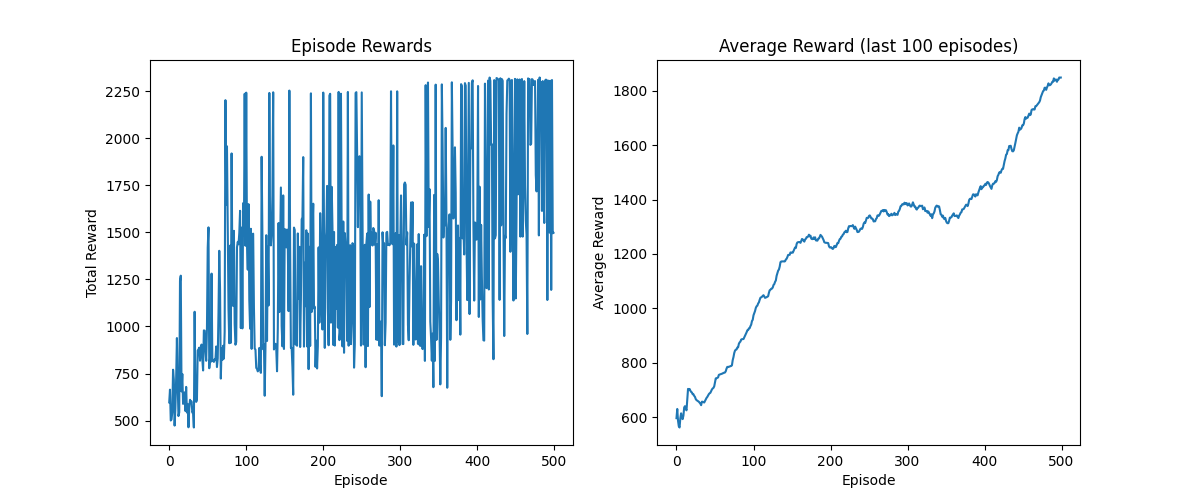 Episode Rewards
Total Reward
2250
2000
1750
1500
1250
1000
750
500
0 100 200 300 400 500
Episode
Average Reward (last 100 episodes)
Average Reward
1800
1600
1400
1200
1000
800
600
0 100 200 300 400 500
Episode